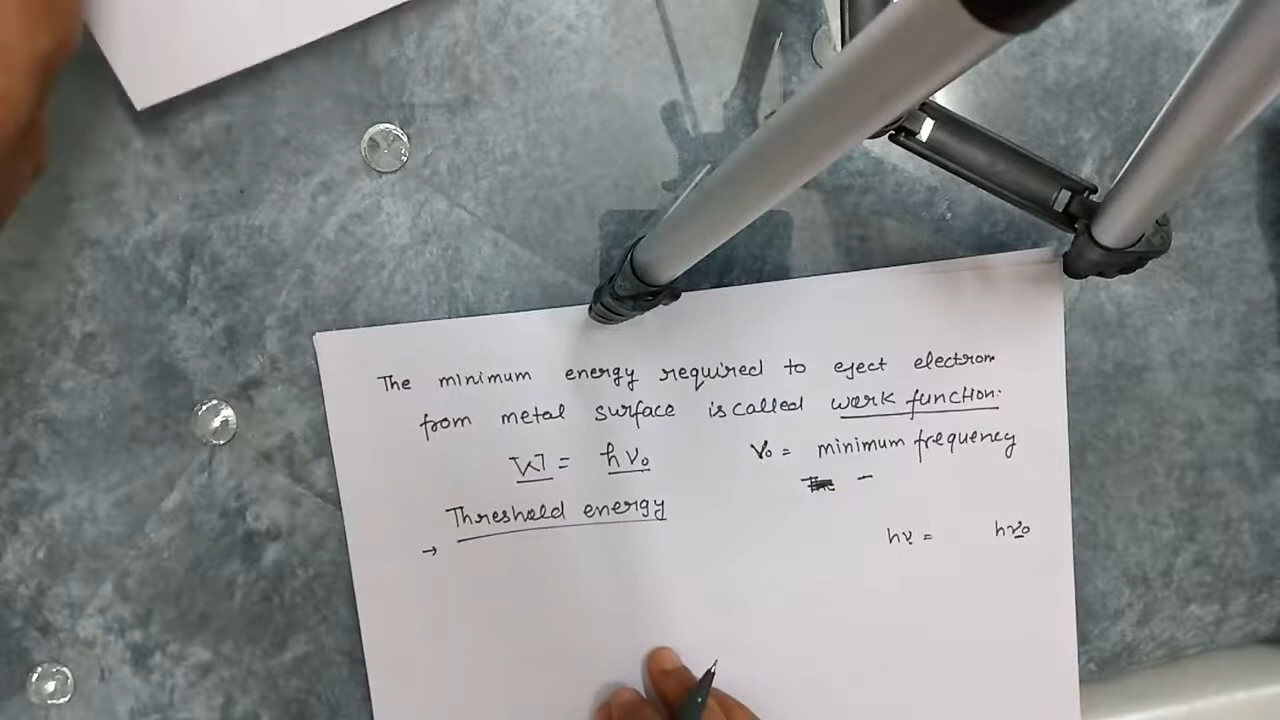 The minimum energy required to eject electron
from metal surface is called work function.
W = hν₀ ν₀ = minimum frequency
Threshold energy
→
hν = hν₀